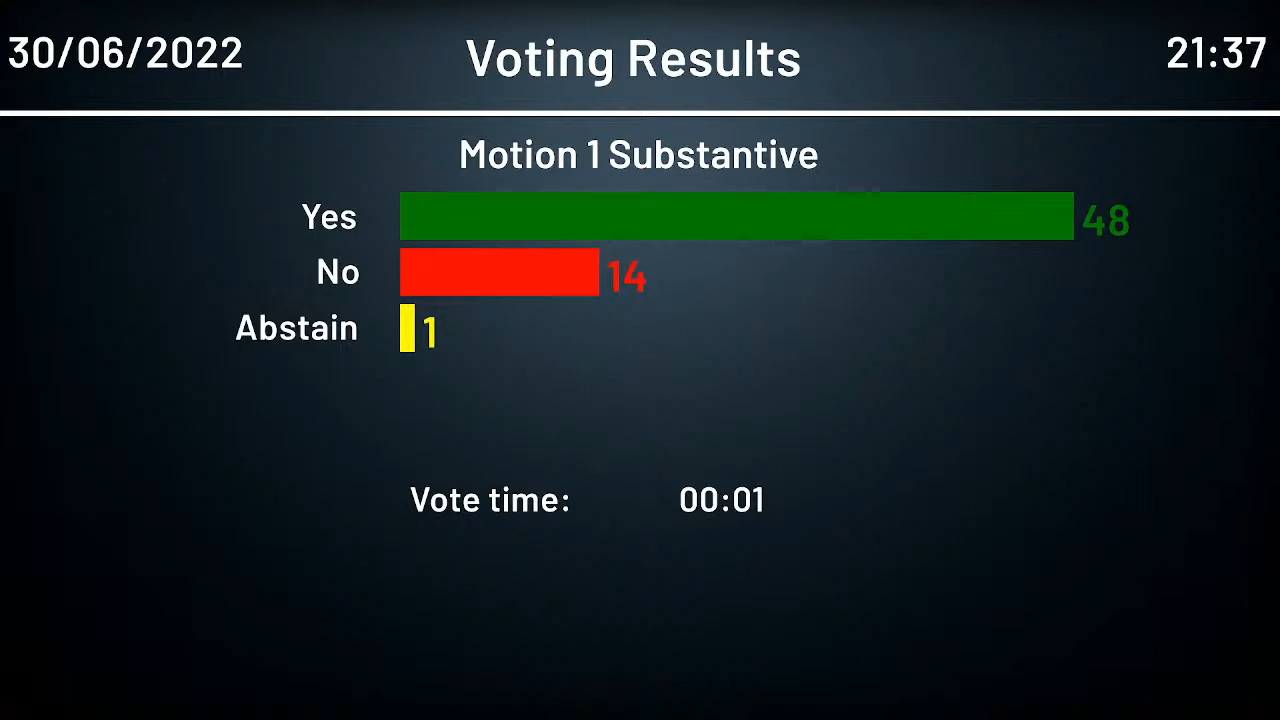 30/06/2022 Voting Results 21:37
Motion 1 Substantive
Yes 48
No 14
Abstain 1
Vote time: 00:01